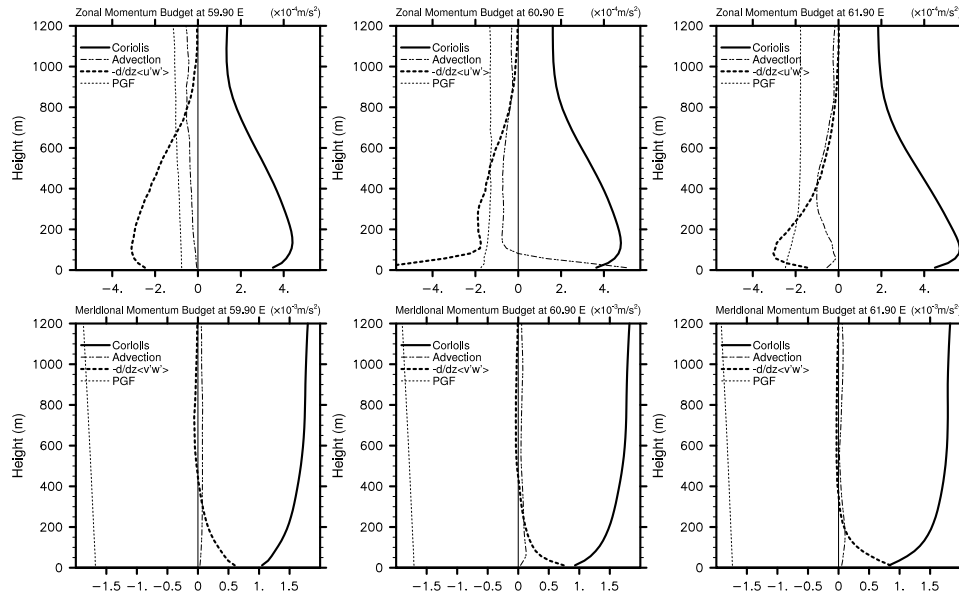 Zonal Momentum Budget at 59.90 E (×10⁻⁴m/s²)
1200
1000
800
600
400
200
0
Height (m)
Coriolis
Advection
-d/dz<u'w'>
PGF
-4. -2. 0 2. 4.
Zonal Momentum Budget at 60.90 E (×10⁻⁴m/s²)
1200
1000
800
600
400
200
0
Height (m)
Coriolis
Advection
-d/dz<u'w'>
PGF
-4. -2. 0 2. 4.
Zonal Momentum Budget at 61.90 E (×10⁻⁴m/s²)
1200
1000
800
600
400
200
0
Height (m)
Coriolis
Advection
-d/dz<u'w'>
PGF
-4. -2. 0 2. 4.
Meridional Momentum Budget at 59.90 E (×10⁻³m/s²)
1200
1000
800
600
400
200
0
Height (m)
Coriolis
Advection
-d/dz<v'w'>
PGF
-1.5 -1. -0.5 0 0.5 1. 1.5
Meridional Momentum Budget at 60.90 E (×10⁻³m/s²)
1200
1000
800
600
400
200
0
Height (m)
Coriolis
Advection
-d/dz<v'w'>
PGF
-1.5 -1. -0.5 0 0.5 1. 1.5
Meridional Momentum Budget at 61.90 E (×10⁻³m/s²)
1200
1000
800
600
400
200
0
Height (m)
Coriolis
Advection
-d/dz<v'w'>
PGF
-1.5 -1. -0.5 0 0.5 1. 1.5